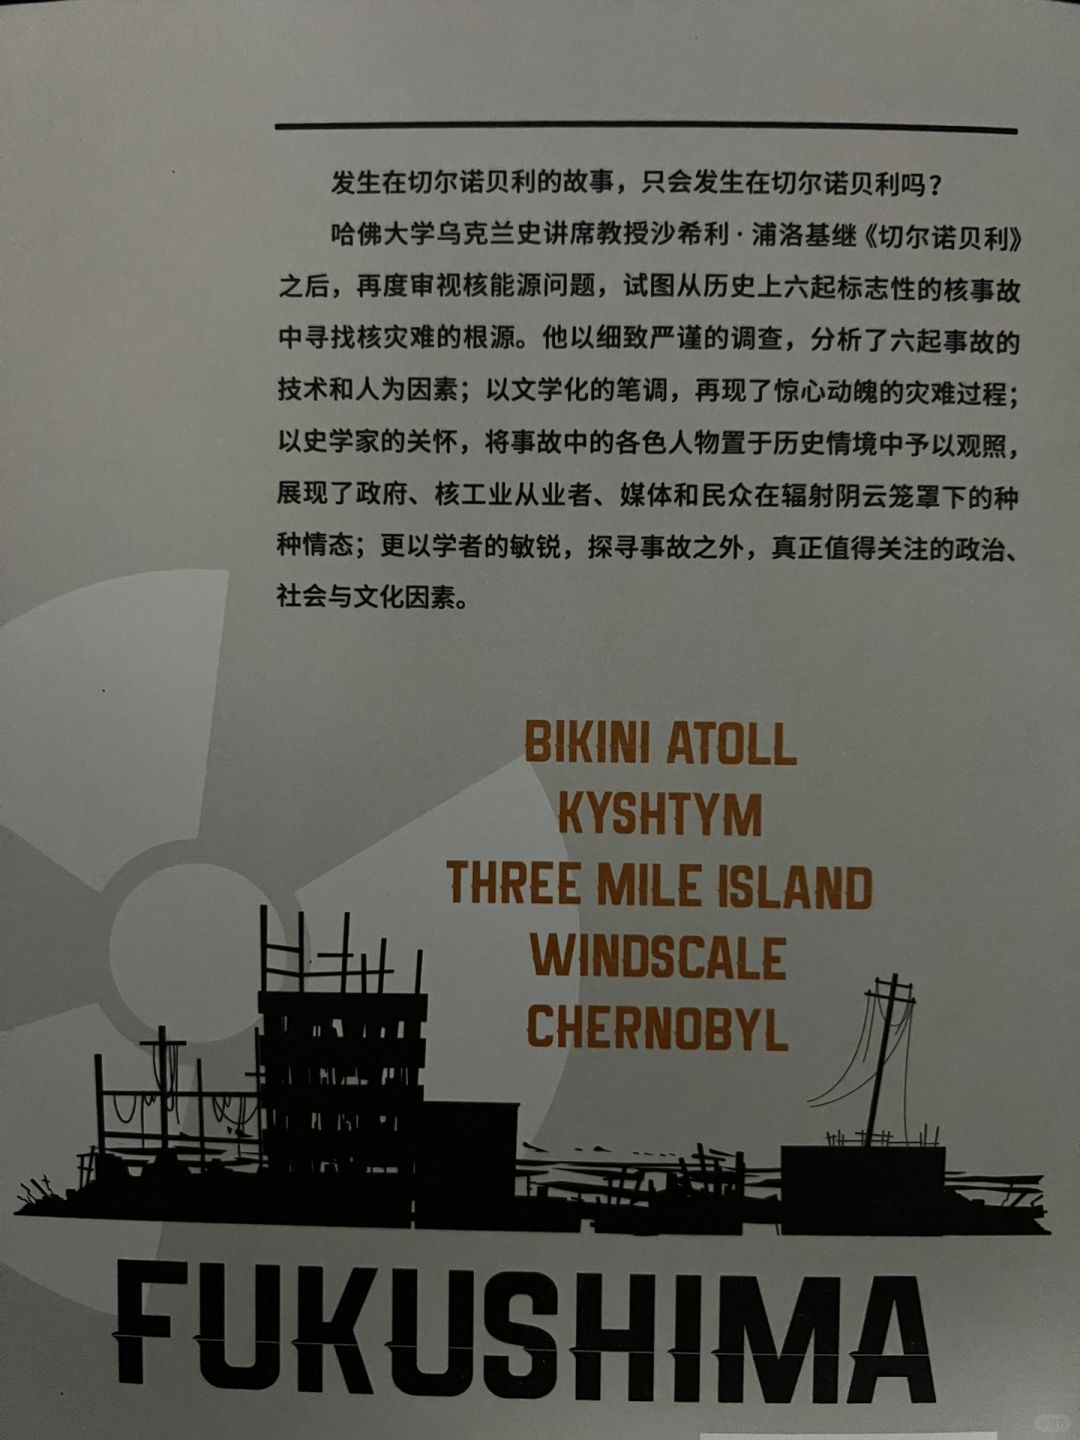 发生在切尔诺贝利的故事，只会发生在切尔诺贝利吗？
哈佛大学乌克兰史讲席教授沙希利·浦洛基继《切尔诺贝利》
之后，再度审视核能源问题，试图从历史上六起标志性的核事故
中寻找核灾难的根源。他以细致严谨的调查，分析了六起事故的
技术和人为因素；以文学化的笔调，再现了惊心动魄的灾难过程；
以史学家的关怀，将事故中的各色人物置于历史情境中予以观照，
展现了政府、核工业从业者、媒体和民众在辐射阴云笼罩下的种
种情态；更以学者的敏锐，探寻事故之外，真正值得关注的政治、
社会与文化因素。
BIKINI ATOLL
KYSHTYM
THREE MILE ISLAND
WINDSCALE
CHERNOBYL
FUKUSHIMA